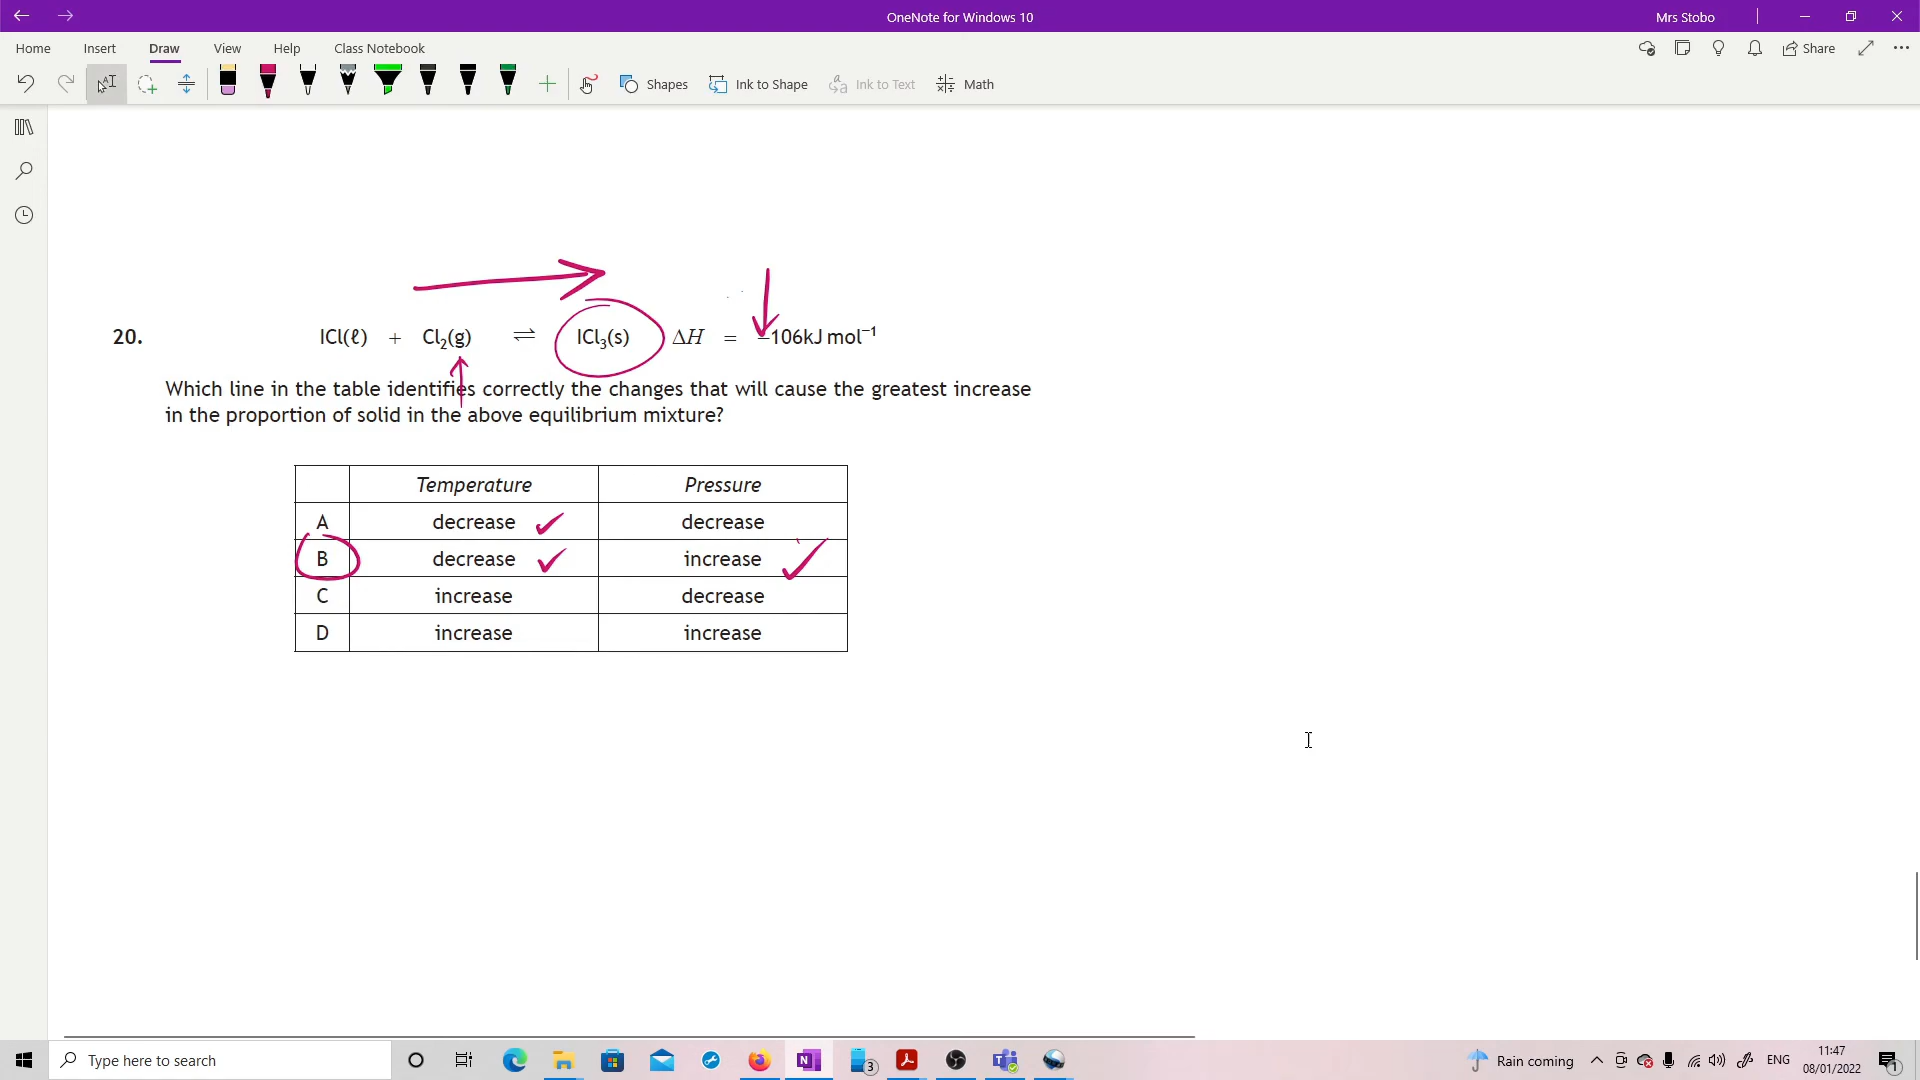 OneNote for Windows 10
Mrs Stobo
Home Insert Draw View Help Class Notebook
Share
Shapes Ink to Shape Ink to Text Math
20. ICl(ℓ) + Cl₂(g) ⇌ ICl₃(s) ΔH = −106kJ mol⁻¹
Which line in the table identifies correctly the changes that will cause the greatest increase
in the proportion of solid in the above equilibrium mixture?
Temperature Pressure
A decrease decrease
B decrease increase
C increase decrease
D increase increase
Type here to search
3
Rain coming
ENG
11:47
08/01/2022
1